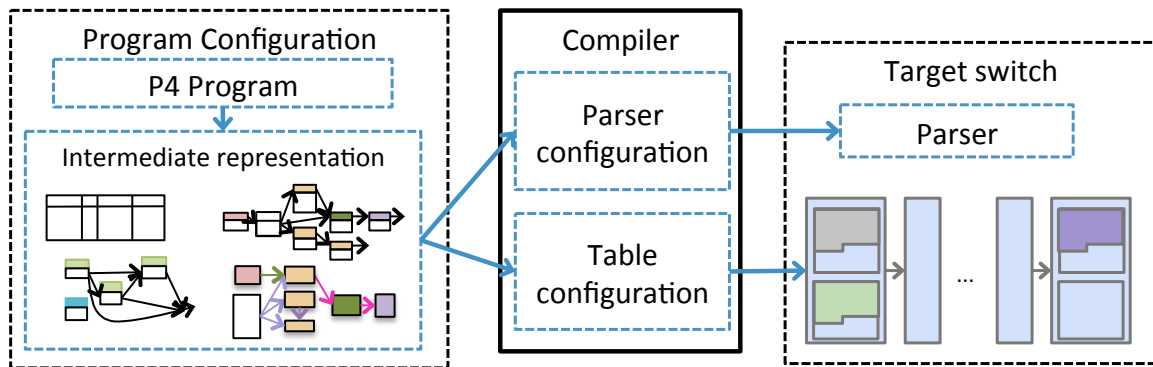 Program Configuration
P4 Program
Intermediate representation
Compiler
Parser
configuration
Table
configuration
Target switch
Parser
...